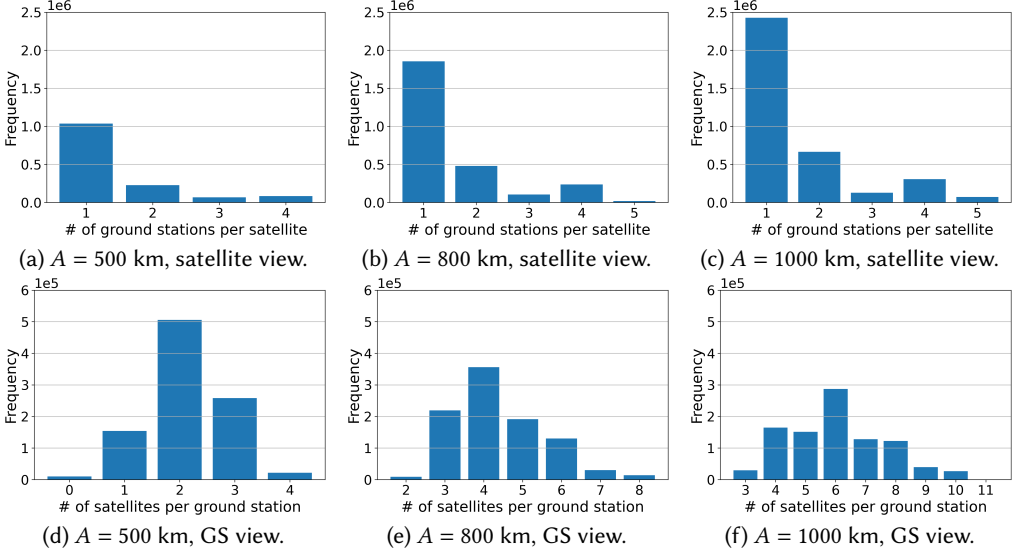 1e6
2.5
2.0
1.5
1.0
0.5
0.0
Frequency
1 2 3 4
# of ground stations per satellite
(a) A = 500 km, satellite view.
1e6
2.5
2.0
1.5
1.0
0.5
0.0
Frequency
1 2 3 4 5
# of ground stations per satellite
(b) A = 800 km, satellite view.
1e6
2.5
2.0
1.5
1.0
0.5
0.0
Frequency
1 2 3 4 5
# of ground stations per satellite
(c) A = 1000 km, satellite view.
1e5
6
5
4
3
2
1
0
Frequency
0 1 2 3 4
# of satellites per ground station
(d) A = 500 km, GS view.
1e5
6
5
4
3
2
1
0
Frequency
2 3 4 5 6 7 8
# of satellites per ground station
(e) A = 800 km, GS view.
1e5
6
5
4
3
2
1
0
Frequency
3 4 5 6 7 8 9 10 11
# of satellites per ground station
(f) A = 1000 km, GS view.